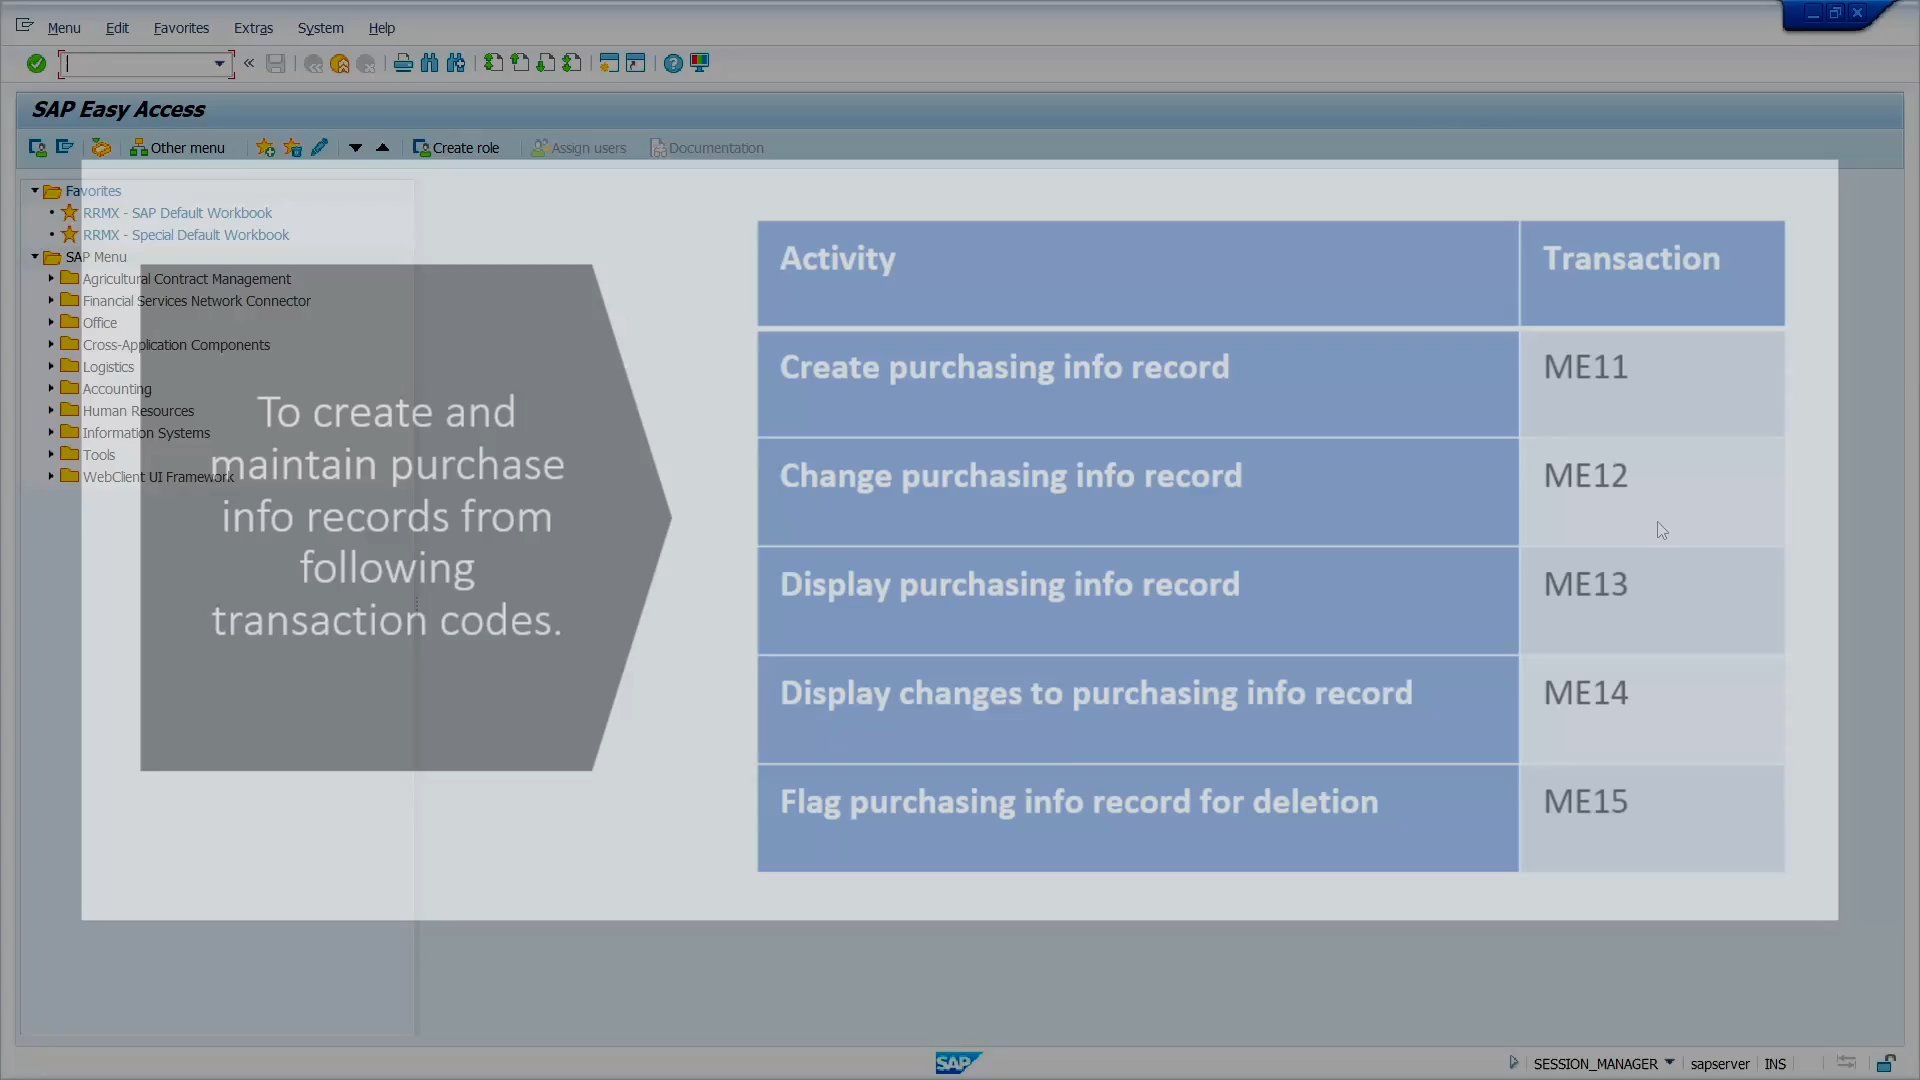 Menu Edit Favorites Extras System Help
SAP Easy Access
Other menu Create role Assign users Documentation
Favorites
RRMX - SAP Default Workbook
RRMX - Special Default Workbook
SAP Menu
Agricultural Contract Management
Financial Services Network Connector
Office
Cross-Application Components
Logistics
Accounting
Human Resources
Information Systems
Tools
WebClient UI Framework
To create and
maintain purchase
info records from
following
transaction codes.
Activity Transaction
Create purchasing info record ME11
Change purchasing info record ME12
Display purchasing info record ME13
Display changes to purchasing info record ME14
Flag purchasing info record for deletion ME15
SAP
SESSION_MANAGER sapserver INS